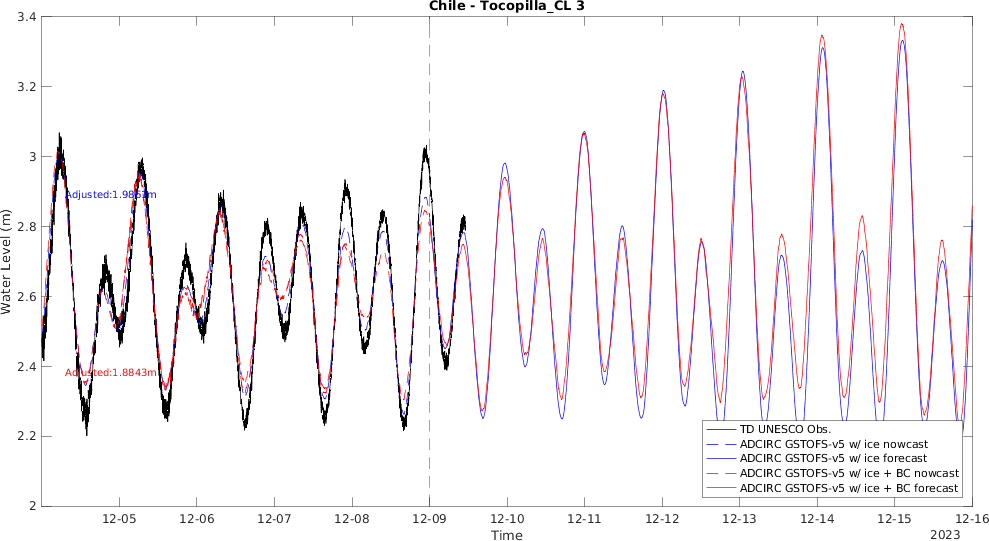 Chile - Tocopilla_CL 3
Water Level (m)
3.4
3.2
3
2.8
2.6
2.4
2.2
2
Adjusted:1.9867m
Adjusted:1.8843m
TD UNESCO Obs.
ADCIRC GSTOFS-v5 w/ ice nowcast
ADCIRC GSTOFS-v5 w/ ice forecast
ADCIRC GSTOFS-v5 w/ ice + BC nowcast
ADCIRC GSTOFS-v5 w/ ice + BC forecast
12-05 12-06 12-07 12-08 12-09 12-10 12-11 12-12 12-13 12-14 12-15 12-16
Time
2023